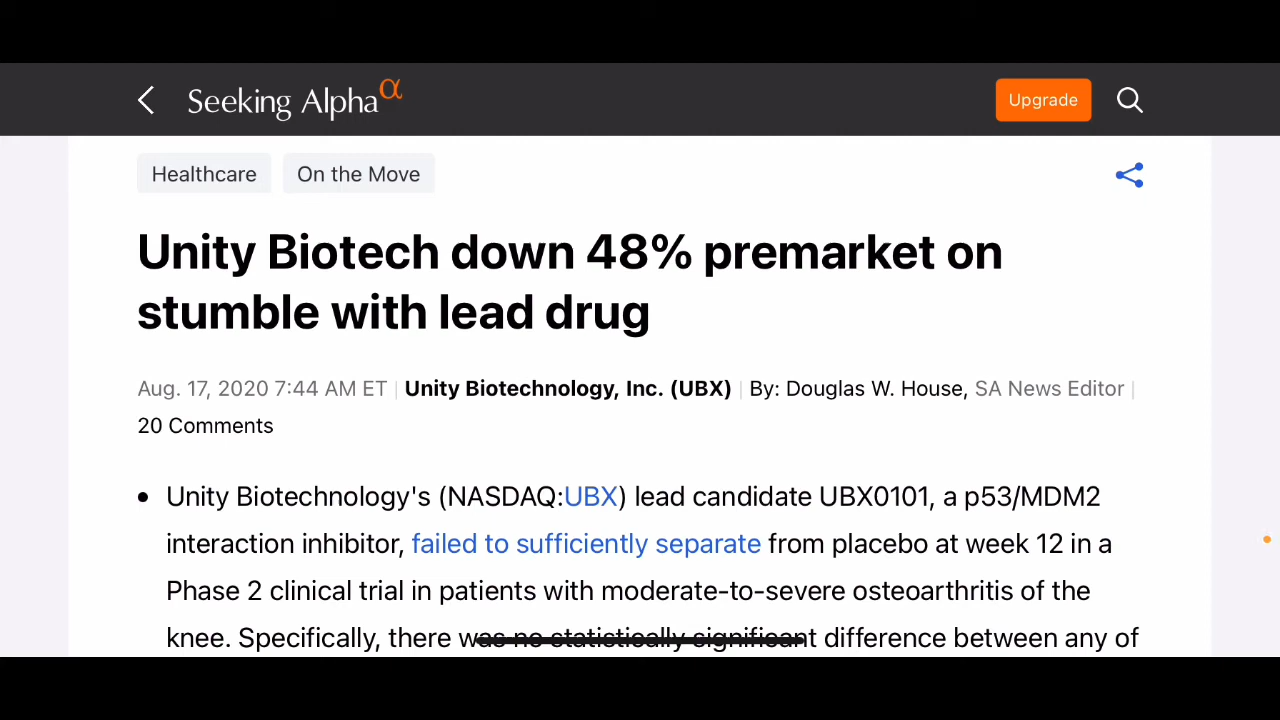 Seeking Alphaα
Upgrade
Healthcare
On the Move
Unity Biotech down 48% premarket on
stumble with lead drug
Aug. 17, 2020 7:44 AM ET | Unity Biotechnology, Inc. (UBX) | By: Douglas W. House, SA News Editor |
20 Comments
• Unity Biotechnology's (NASDAQ:UBX) lead candidate UBX0101, a p53/MDM2
interaction inhibitor, failed to sufficiently separate from placebo at week 12 in a
Phase 2 clinical trial in patients with moderate-to-severe osteoarthritis of the
knee. Specifically, there was no statistically significant difference between any of